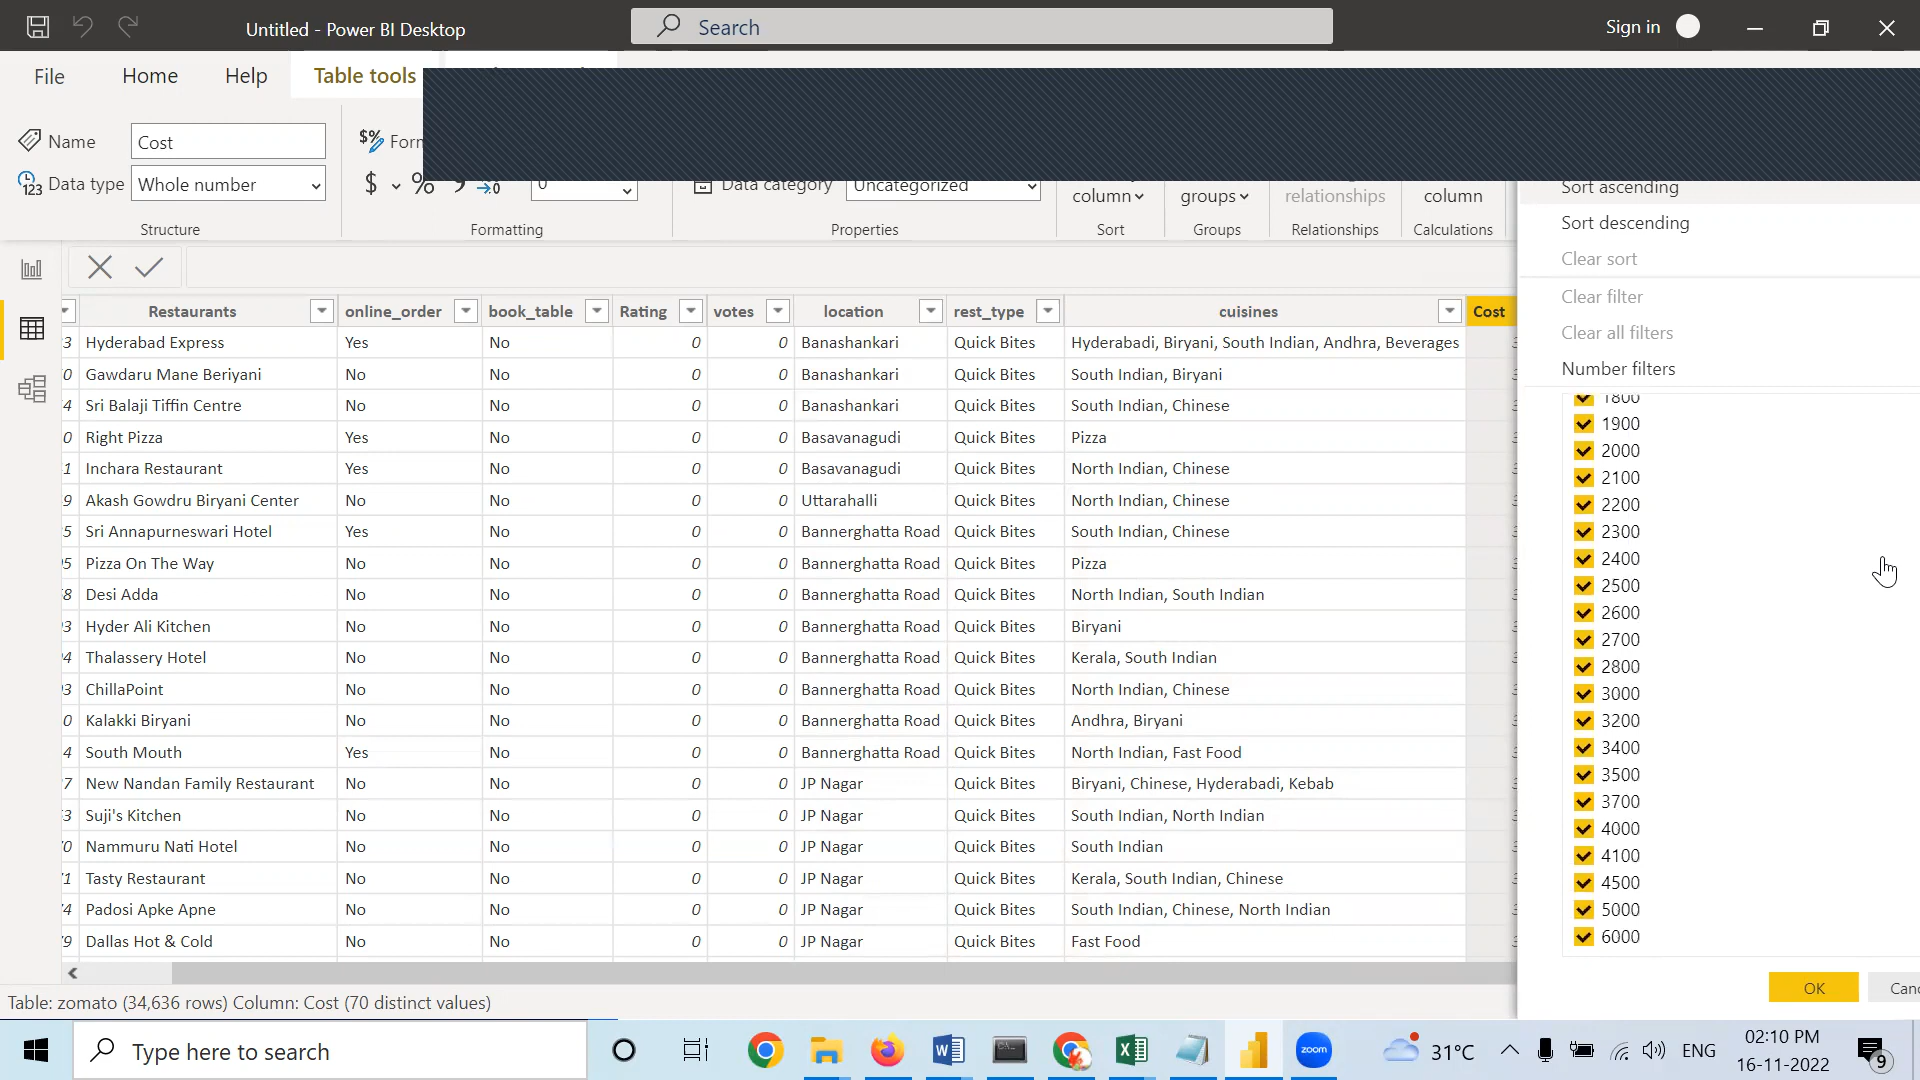 Untitled - Power BI Desktop
Search
Sign in
File
Home
Help
Table tools
Name
Cost
Data type
Whole number
Structure
$
%
0
Formatting
Data category
Uncategorized
Properties
column
Sort
groups
Groups
relationships
Relationships
column
Calculations
Sort ascending
Sort descending
Clear sort
Clear filter
Clear all filters
Number filters
1800
1900
2000
2100
2200
2300
2400
2500
2600
2700
2800
3000
3200
3400
3500
3700
4000
4100
4500
5000
6000
OK
Restaurants online_order book_table Rating votes location rest_type cuisines Cost
Hyderabad Express Yes No 0 0 Banashankari Quick Bites Hyderabadi, Biryani, South Indian, Andhra, Beverages
Gawdaru Mane Beriyani No No 0 0 Banashankari Quick Bites South Indian, Biryani
Sri Balaji Tiffin Centre No No 0 0 Banashankari Quick Bites South Indian, Chinese
Right Pizza Yes No 0 0 Basavanagudi Quick Bites Pizza
Inchara Restaurant Yes No 0 0 Basavanagudi Quick Bites North Indian, Chinese
Akash Gowdru Biryani Center No No 0 0 Uttarahalli Quick Bites North Indian, Chinese
Sri Annapurneswari Hotel Yes No 0 0 Bannerghatta Road Quick Bites South Indian, Chinese
Pizza On The Way No No 0 0 Bannerghatta Road Quick Bites Pizza
Desi Adda No No 0 0 Bannerghatta Road Quick Bites North Indian, South Indian
Hyder Ali Kitchen No No 0 0 Bannerghatta Road Quick Bites Biryani
Thalassery Hotel No No 0 0 Bannerghatta Road Quick Bites Kerala, South Indian
ChillaPoint No No 0 0 Bannerghatta Road Quick Bites North Indian, Chinese
Kalakki Biryani No No 0 0 Bannerghatta Road Quick Bites Andhra, Biryani
South Mouth Yes No 0 0 Bannerghatta Road Quick Bites North Indian, Fast Food
New Nandan Family Restaurant No No 0 0 JP Nagar Quick Bites Biryani, Chinese, Hyderabadi, Kebab
Suji's Kitchen No No 0 0 JP Nagar Quick Bites South Indian, North Indian
Nammuru Nati Hotel No No 0 0 JP Nagar Quick Bites South Indian
Tasty Restaurant No No 0 0 JP Nagar Quick Bites Kerala, South Indian, Chinese
Padosi Apke Apne No No 0 0 JP Nagar Quick Bites South Indian, Chinese, North Indian
Dallas Hot & Cold No No 0 0 JP Nagar Quick Bites Fast Food
Table: zomato (34,636 rows) Column: Cost (70 distinct values)
Type here to search
zoom
31°C
ENG
02:10 PM
16-11-2022
9